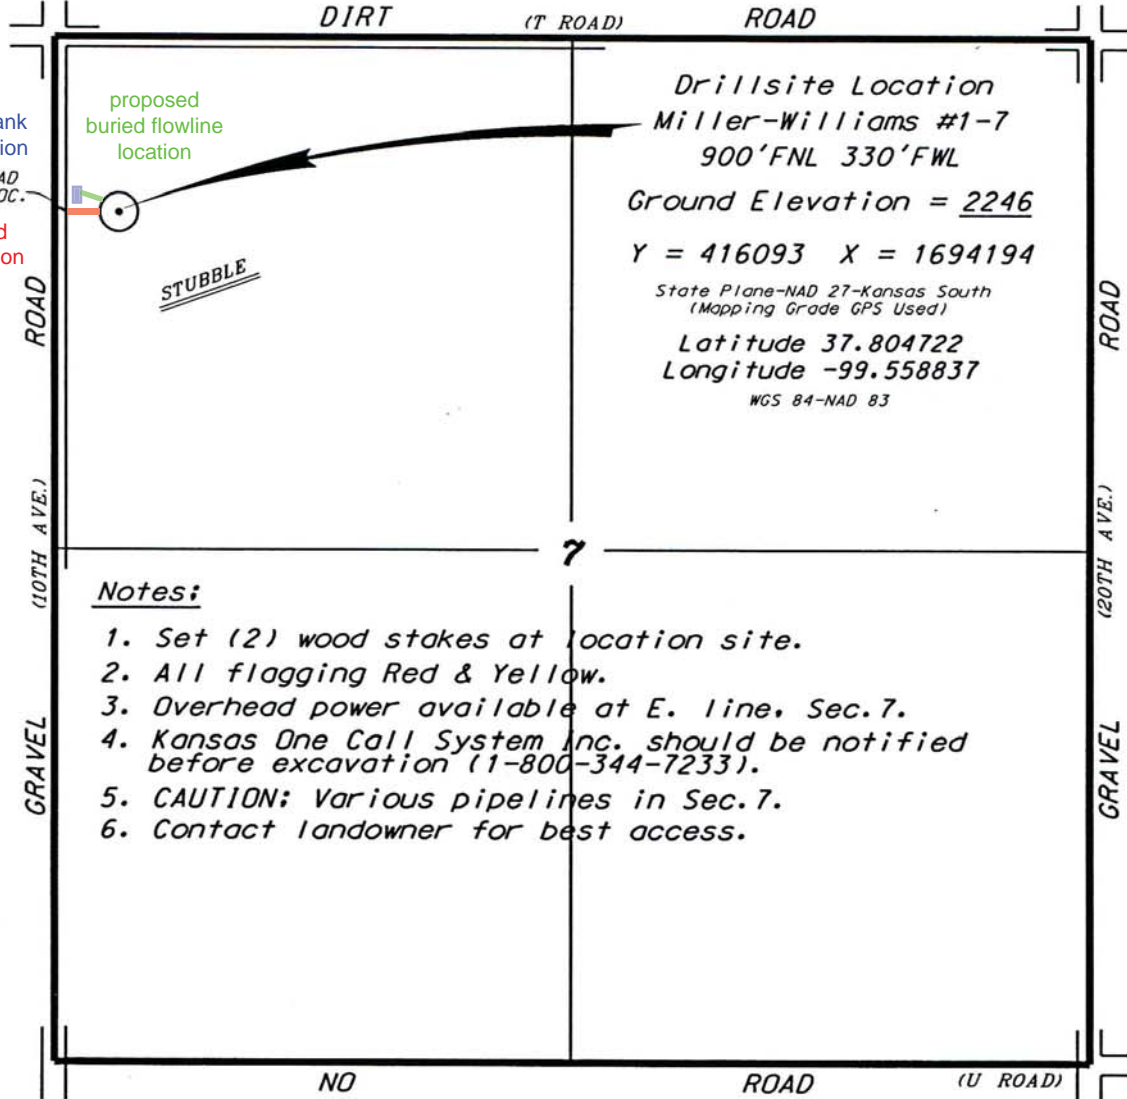 DIRT (T ROAD) ROAD
proposed
buried flowline
location
Drillsite Location
Miller-Williams #1-7
900'FNL 330'FWL
Ground Elevation = 2246
Y = 416093 X = 1694194
State Plane-NAD 27-Kansas South
(Mapping Grade GPS Used)
Latitude 37.804722
Longitude -99.558837
WGS 84-NAD 83
STUBBLE
ROAD
(10TH AVE.)
GRAVEL
ROAD
(20TH AVE.)
GRAVEL
7
Notes:
1. Set (2) wood stakes at location site.
2. All flagging Red & Yellow.
3. Overhead power available at E. line, Sec.7.
4. Kansas One Call System Inc. should be notified
before excavation (1-800-344-7233).
5. CAUTION: Various pipelines in Sec.7.
6. Contact landowner for best access.
NO ROAD (U ROAD)